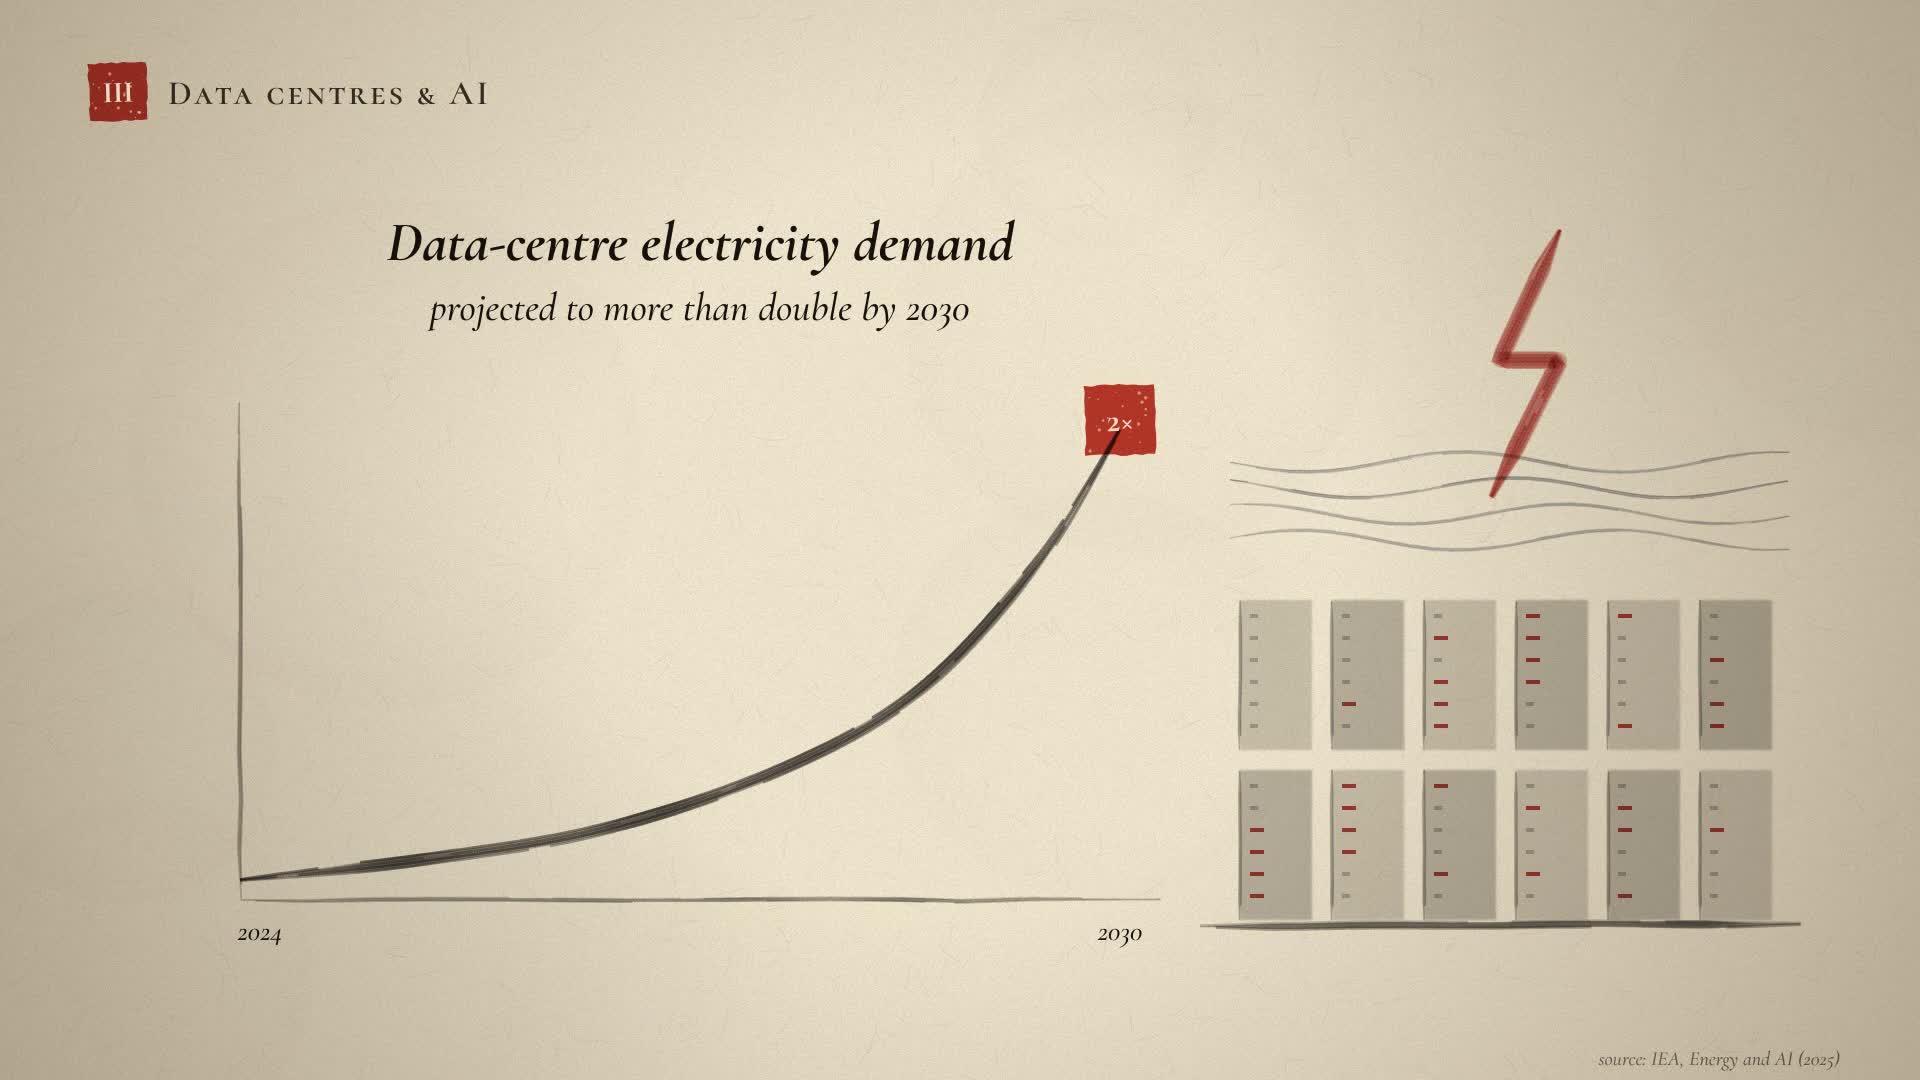 III
DATA CENTRES & AI
Data-centre electricity demand
projected to more than double by 2030
2×
2024
2030
source: IEA, Energy and AI (2025)